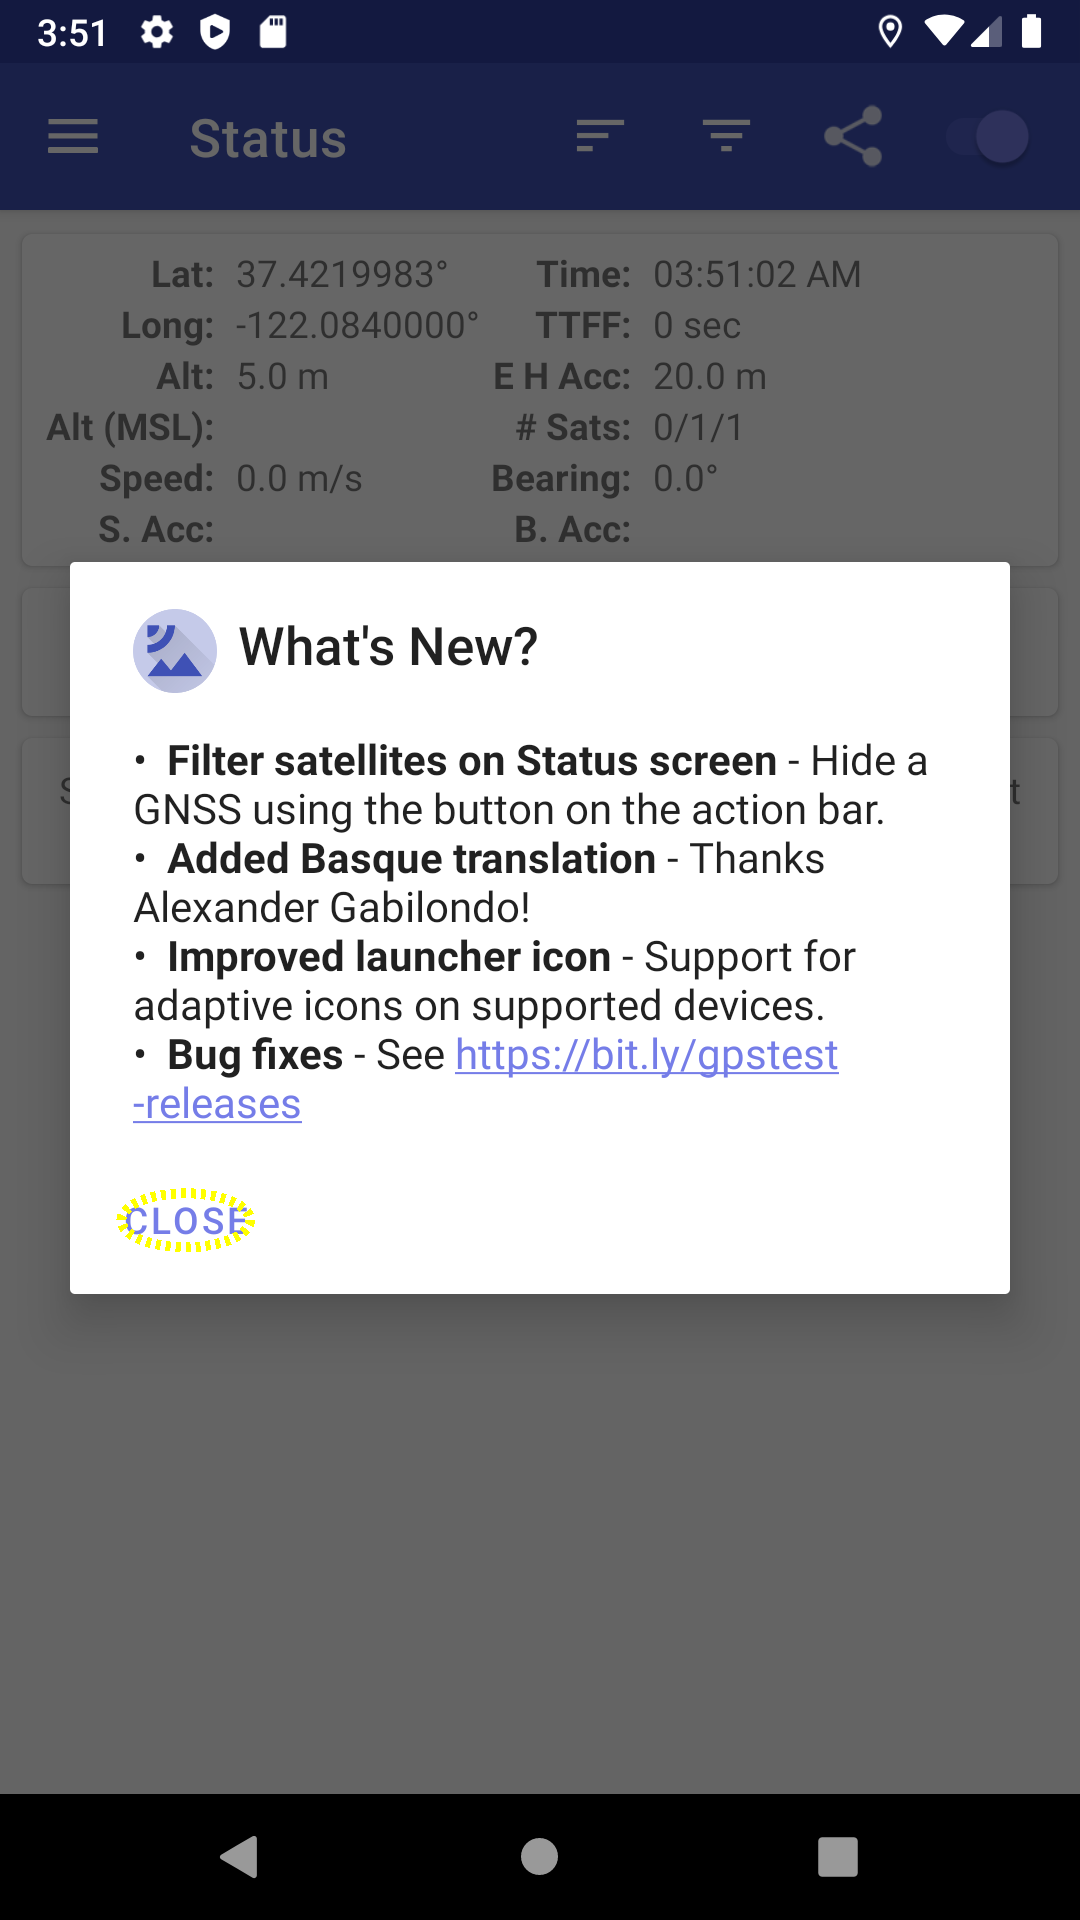 3:51
Status
Lat: 37.4219983° Time: 03:51:02 AM
Long: -122.0840000° TTFF: 0 sec
Alt: 5.0 m E H Acc: 20.0 m
Alt (MSL): # Sats: 0/1/1
Speed: 0.0 m/s Bearing: 0.0°
S. Acc: B. Acc:
What's New?
• Filter satellites on Status screen - Hide a
GNSS using the button on the action bar.
• Added Basque translation - Thanks
Alexander Gabilondo!
• Improved launcher icon - Support for
adaptive icons on supported devices.
• Bug fixes - See https://bit.ly/gpstest
-releases
CLOSE